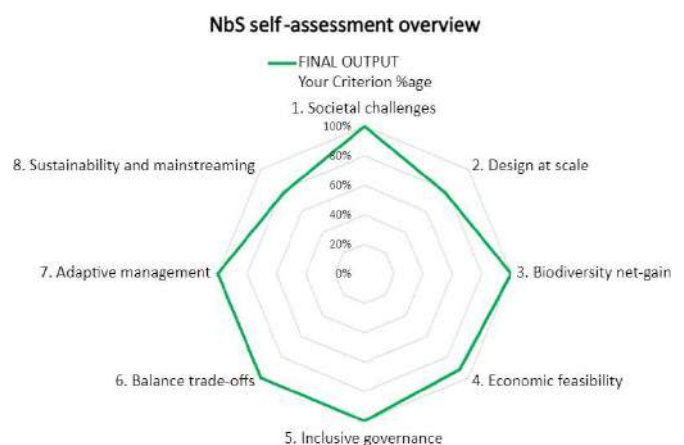 NbS self-assessment overview
FINAL OUTPUT
Your Criterion %age
1. Societal challenges
100%
8. Sustainability and mainstreaming
80%
2. Design at scale
60%
40%
20%
7. Adaptive management
0%
3. Biodiversity net-gain
6. Balance trade-offs
4. Economic feasibility
5. Inclusive governance